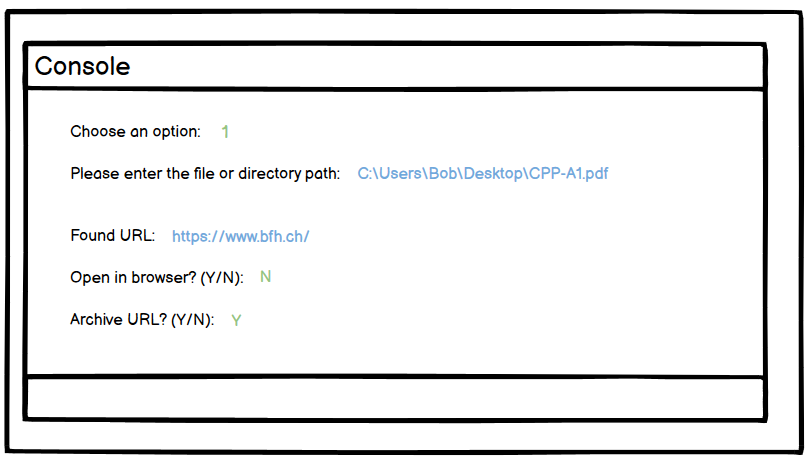 Console
Choose an option: 1
Please enter the file or directory path: C:\Users\Bob\Desktop\CPP-A1.pdf
Found URL: https://www.bfh.ch/
Open in browser? (Y/N): N
Archive URL? (Y/N): Y